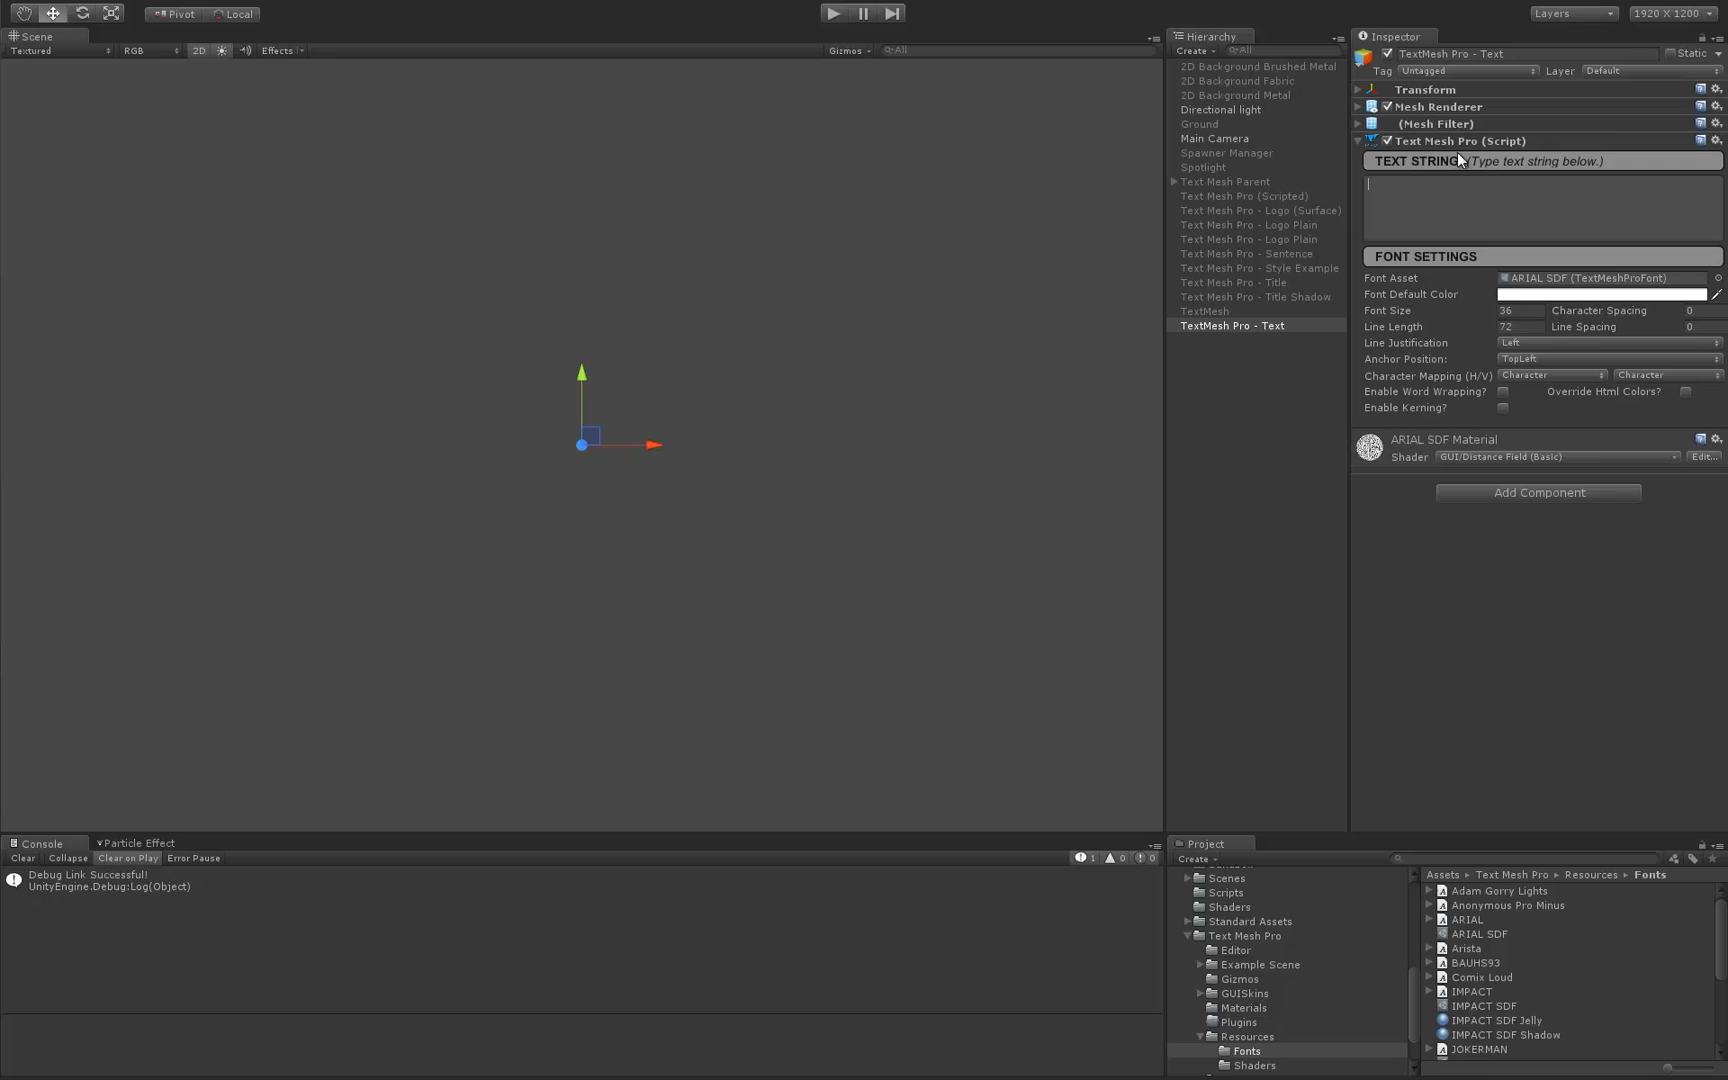 Pivot Local Layers 1920 X 1200
Scene
Textured RGB 2D Effects Gizmos All
Hierarchy
Create All
2D Background Brushed Metal
2D Background Fabric
2D Background Metal
Directional light
Ground
Main Camera
Spawner Manager
Spotlight
Text Mesh Parent
Text Mesh Pro (Scripted)
Text Mesh Pro - Logo (Surface)
Text Mesh Pro - Logo Plain
Text Mesh Pro - Logo Plain
Text Mesh Pro - Sentence
Text Mesh Pro - Style Example
Text Mesh Pro - Title
Text Mesh Pro - Title Shadow
TextMesh
TextMesh Pro - Text
Inspector
TextMesh Pro - Text Static
Tag Untagged Layer Default
Transform
Mesh Renderer
(Mesh Filter)
Text Mesh Pro (Script)
TEXT STRING (Type text string below.)
FONT SETTINGS
Font Asset ARIAL SDF (TextMeshProFont)
Font Default Color
Font Size 36 Character Spacing 0
Line Length 72 Line Spacing 0
Line Justification Left
Anchor Position: TopLeft
Character Mapping (H/V) Character Character
Enable Word Wrapping? Override Html Colors?
Enable Kerning?
ARIAL SDF Material
Shader GUI/Distance Field (Basic) Edit...
Add Component
Console Particle Effect
Clear Collapse Clear on Play Error Pause 1 0 0
Debug Link Successful!
UnityEngine.Debug:Log(Object)
Project
Create
Scenes
Scripts
Shaders
Standard Assets
Text Mesh Pro
Editor
Example Scene
Gizmos
GUISkins
Materials
Plugins
Resources
Fonts
Shaders
Assets Text Mesh Pro Resources Fonts
Adam Gorry Lights
Anonymous Pro Minus
ARIAL
ARIAL SDF
Arista
BAUHS93
Comix Loud
IMPACT
IMPACT SDF
IMPACT SDF Jelly
IMPACT SDF Shadow
JOKERMAN